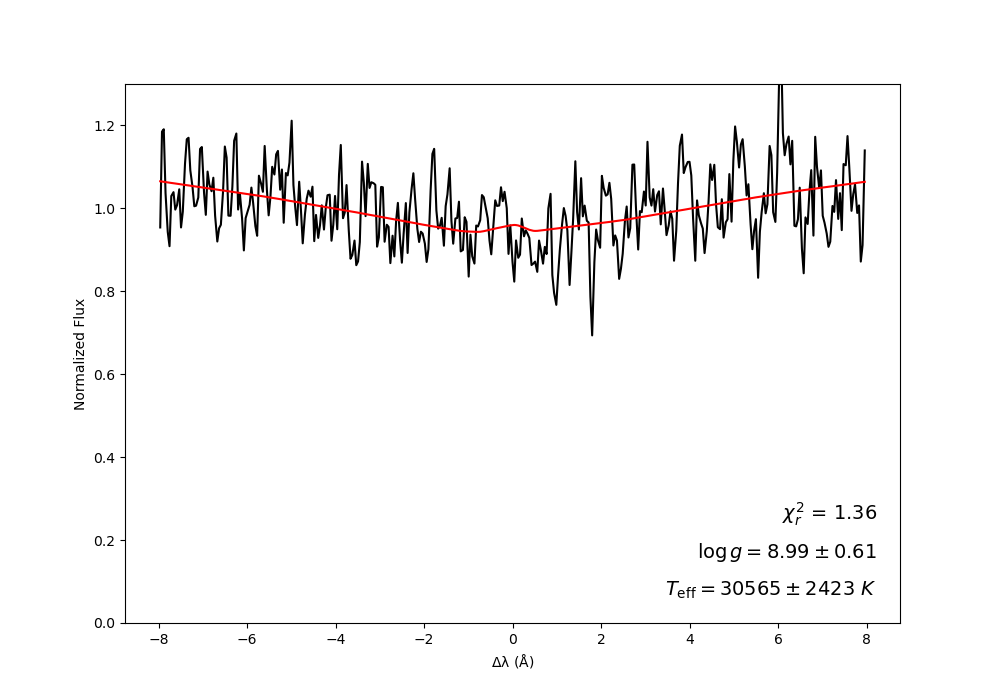 1.2
1.0
0.8
0.6
0.4
0.2
0.0
Normalized Flux
χ²ᵣ = 1.36
log g = 8.99 ± 0.61
T_eff = 30565 ± 2423 K
−8 −6 −4 −2 0 2 4 6 8
Δλ (Å)